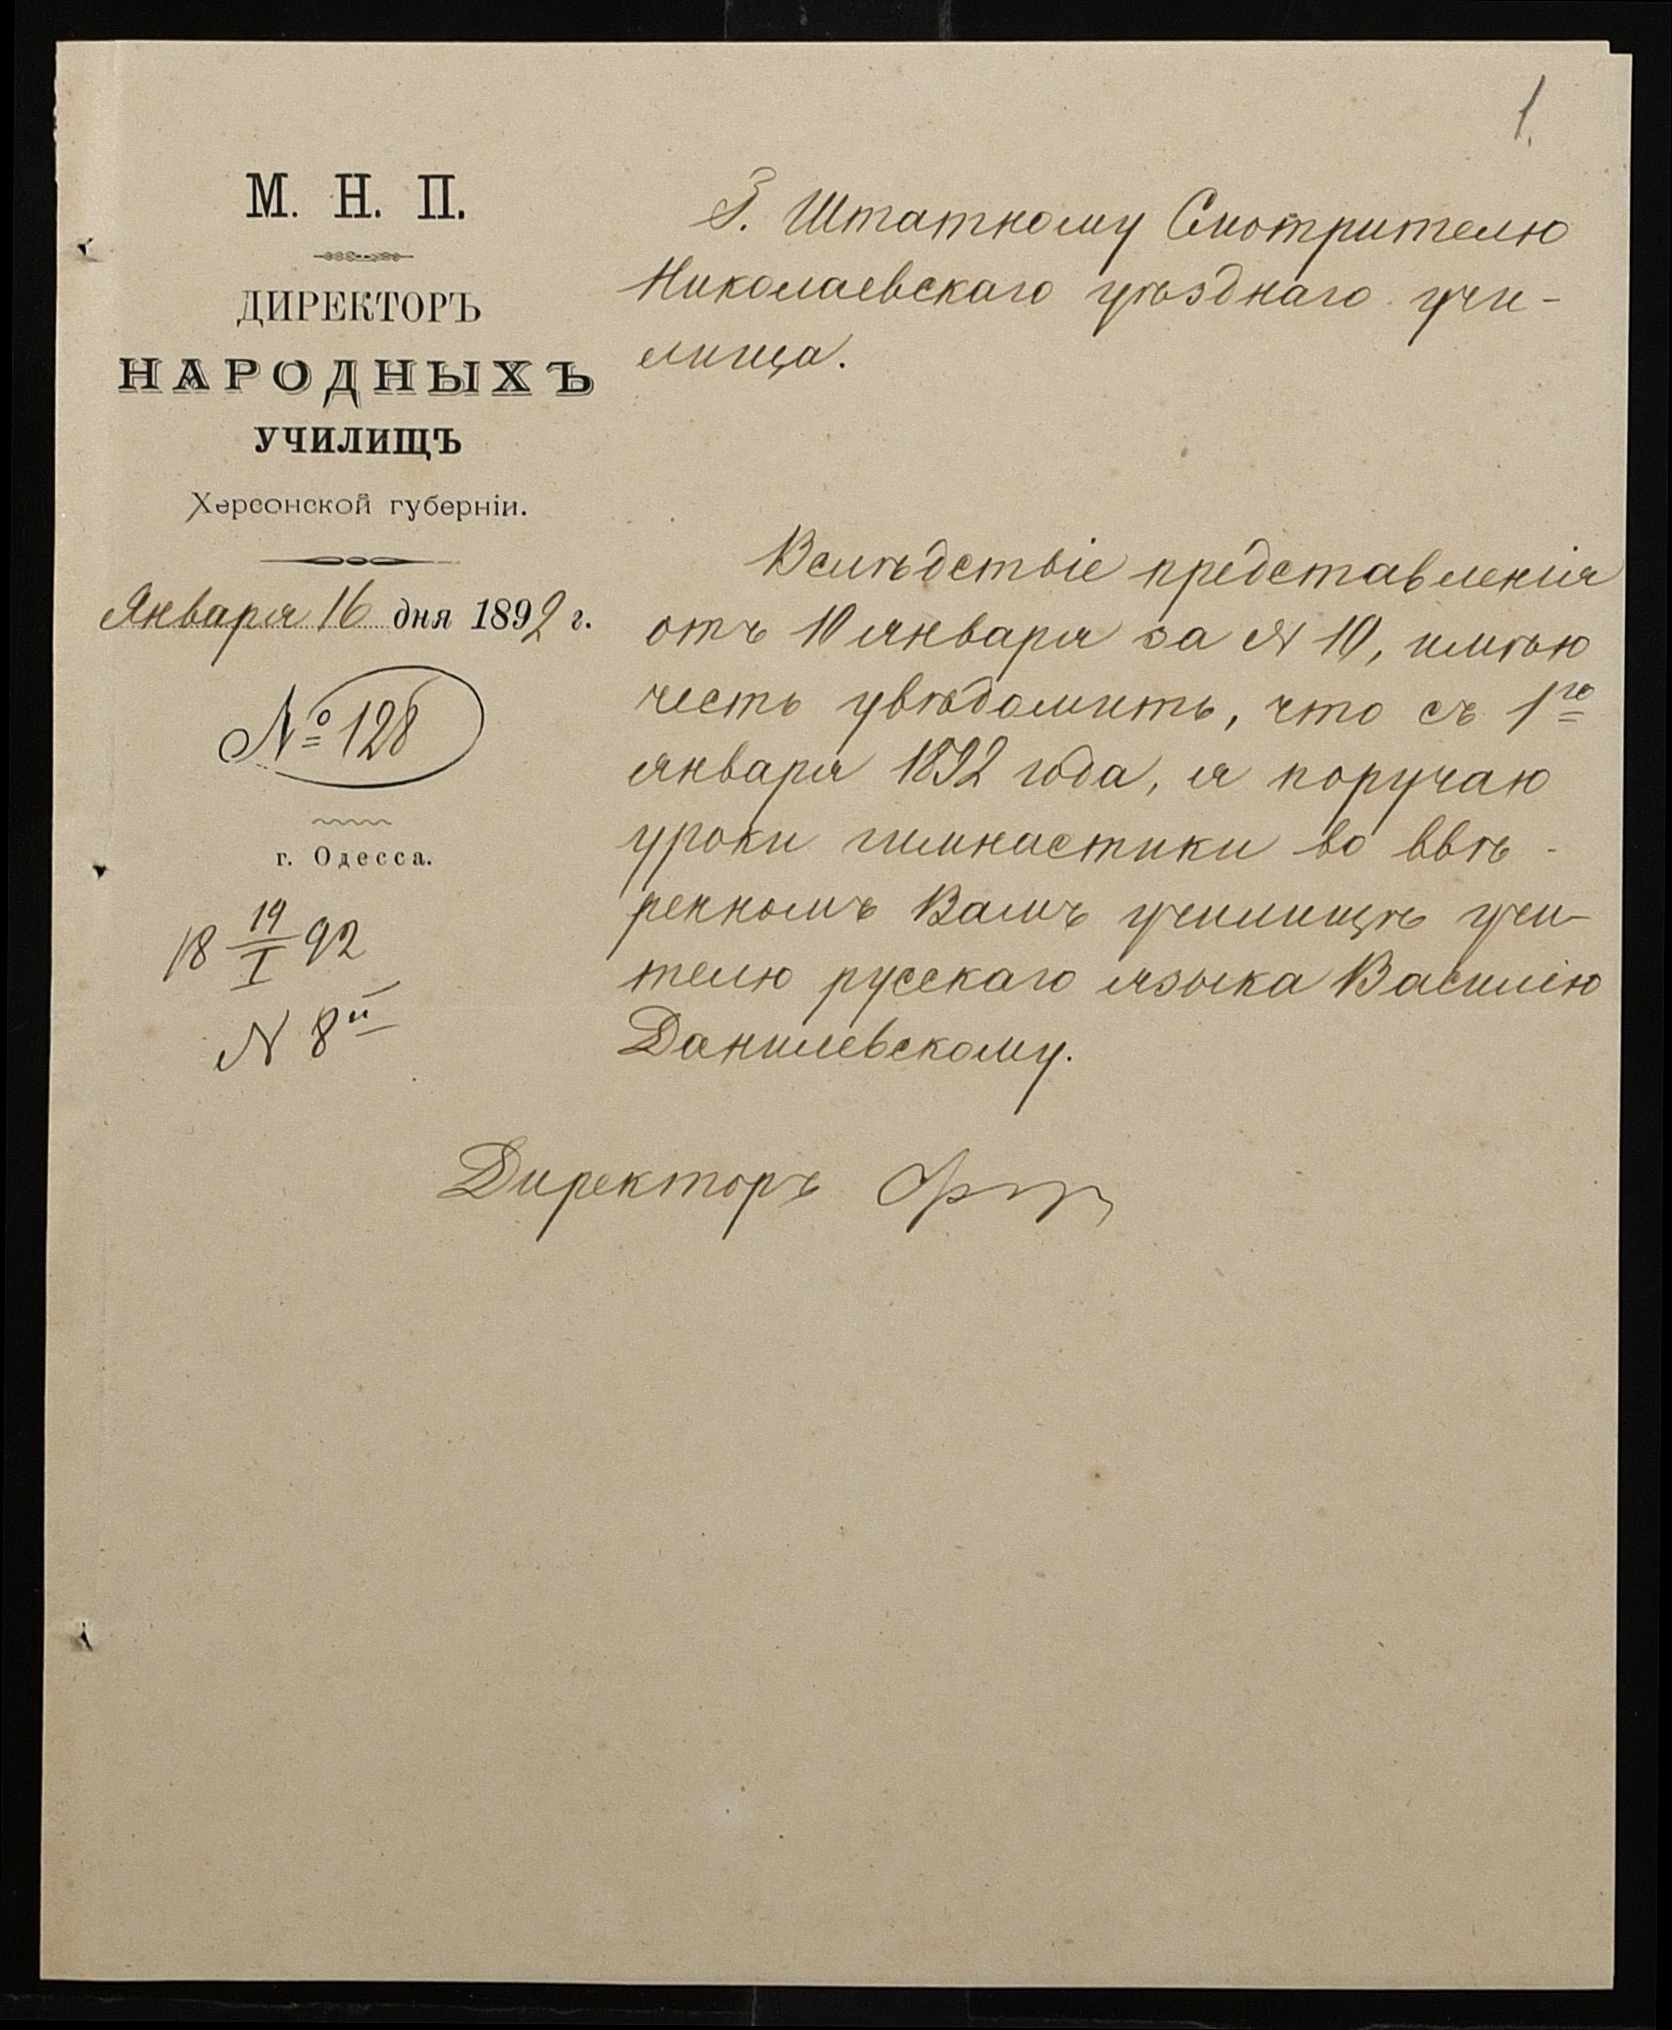 1.
М. Н. П.
ДИРЕКТОРЪ
НАРОДНЫХЪ
УЧИЛИЩЪ
Херсонской губерніи.
Января 16 дня 1892 г.
№ 128
г. Одесса.
18 19/I 92
N 8й
Г. Штатному Смотрителю
Николаевскаго уѣзднаго учи-
лища.
Вслѣдствіе представленія
отъ 10 января за № 10, имѣю
честь увѣдомить, что съ 1го
января 1892 года, я поручаю
уроки гимнастики во ввѣ-
ренномъ Вамъ училищѣ учи-
телю русскаго языка Василію
Данилевскому.
Директоръ